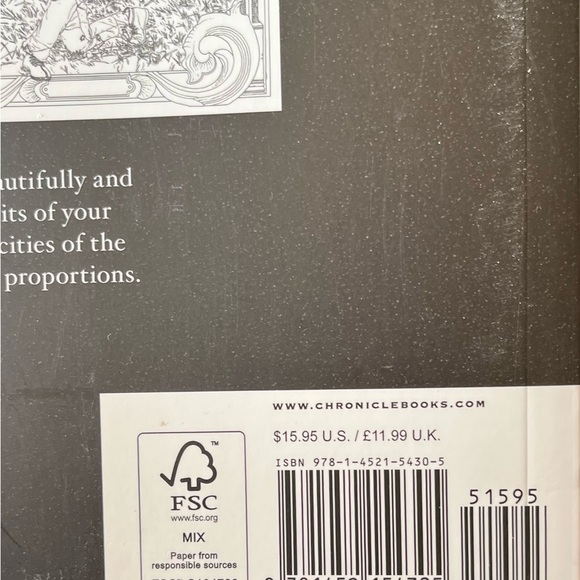 autifully and
its of your
cities of the
proportions.
WWW.CHRONICLEBOOKS.COM
$15.95 U.S. / £11.99 U.K.
ISBN 978-1-4521-5430-5
51595
FSC
www.fsc.org
MIX
Paper from
responsible sources